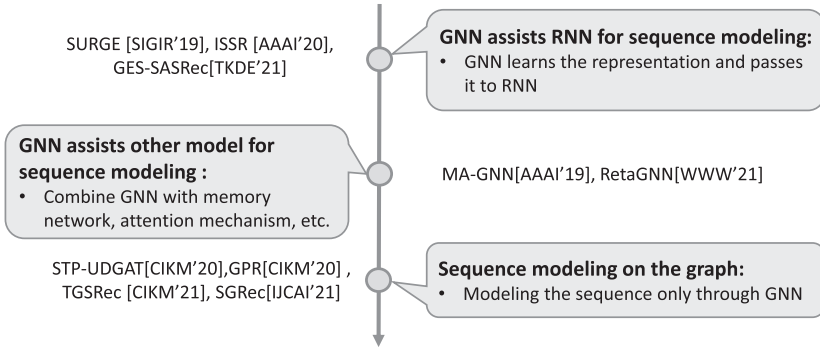 SURGE [SIGIR'19], ISSR [AAAI'20],
GES-SASRec[TKDE'21]
GNN assists RNN for sequence modeling:
• GNN learns the representation and passes
it to RNN
GNN assists other model for
sequence modeling :
• Combine GNN with memory
network, attention mechanism, etc.
MA-GNN[AAAI'19], RetaGNN[WWW'21]
STP-UDGAT[CIKM'20],GPR[CIKM'20] ,
TGSRec [CIKM'21], SGRec[IJCAI'21]
Sequence modeling on the graph:
• Modeling the sequence only through GNN